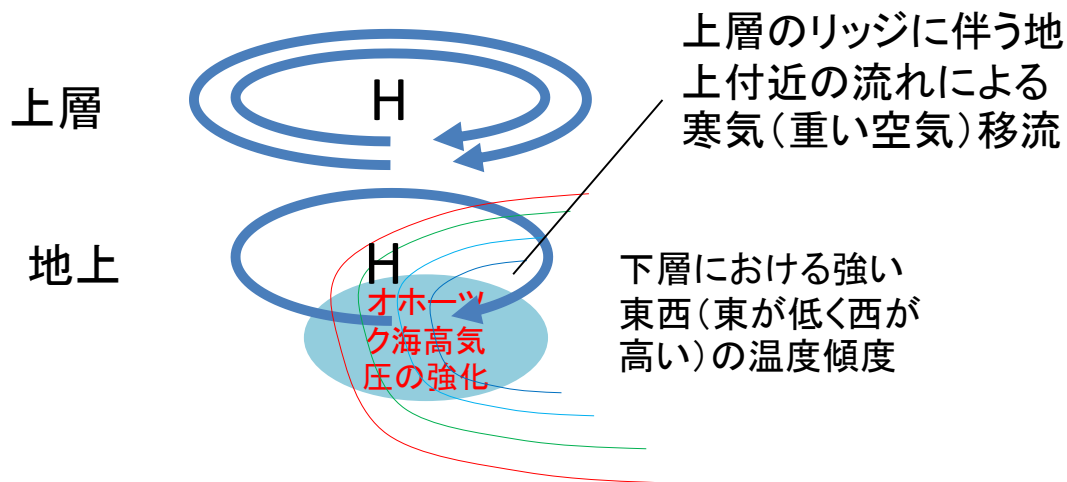 上層
H
上層のリッジに伴う地
上付近の流れによる
寒気（重い空気）移流
地上
H
オホーツ
ク海高気
圧の強化
下層における強い
東西（東が低く西が
高い）の温度傾度